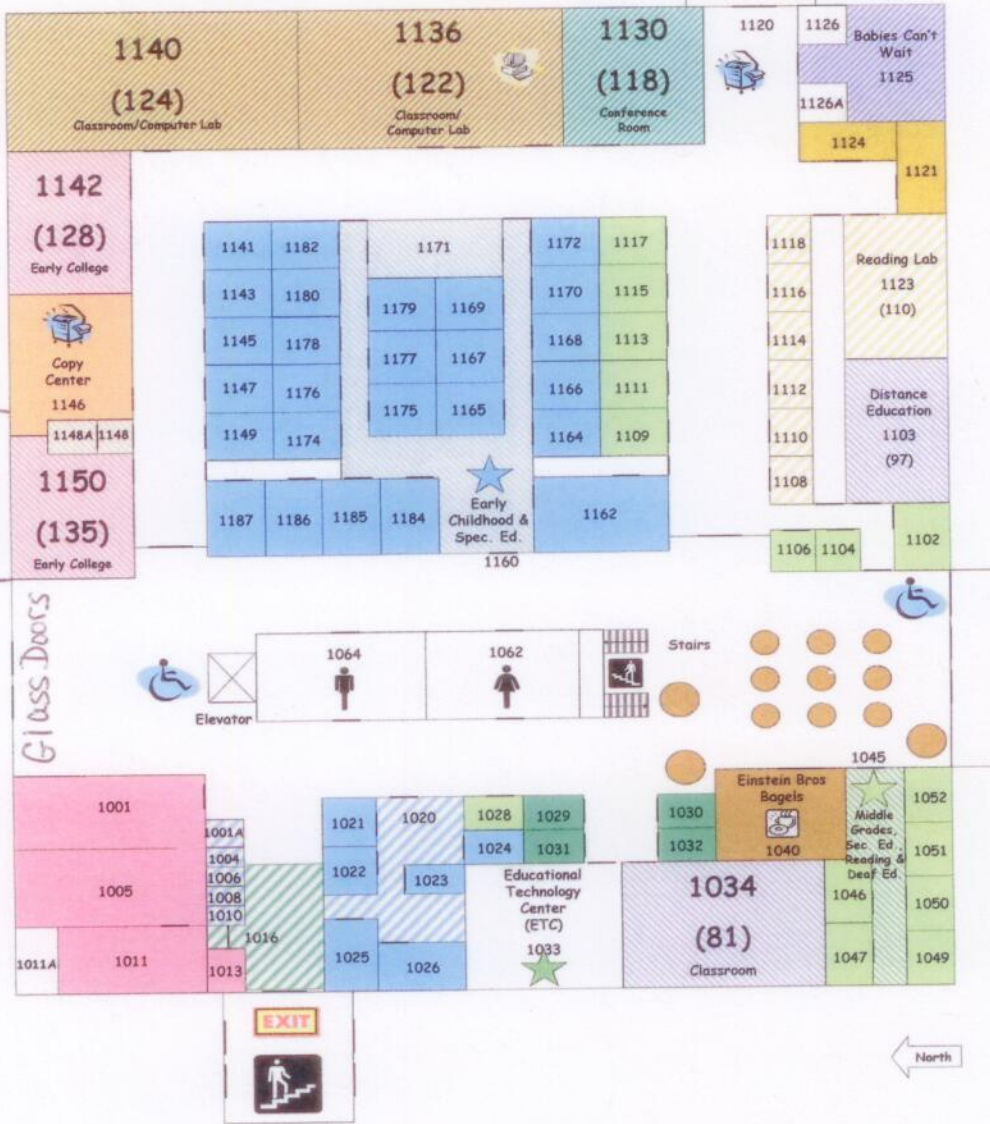 1140
(124)
Classroom/Computer Lab
1136
(122)
Classroom/
Computer Lab
1130
(118)
Conference
Room
1120
1126
Babies Can't
Wait
1125
1126A
1124
1121
1142
(128)
Early College
Copy
Center
1146
1148A
1148
1150
(135)
Early College
1141
1182
1143
1180
1145
1178
1147
1176
1149
1174
1171
1179
1169
1177
1167
1175
1165
1172
1117
1170
1115
1168
1113
1166
1111
1164
1109
1187
1186
1185
1184
Early
Childhood &
Spec. Ed.
1160
1162
1118
1116
1114
1112
1110
1108
Reading Lab
1123
(110)
Distance
Education
1103
(97)
1106
1104
1102
Glass Doors
1064
1062
Stairs
Elevator
1001
1001A
1004
1005
1006
1008
1010
1016
1011A
1011
1013
1021
1020
1022
1023
1025
1026
1028
1029
1024
1031
Educational
Technology
Center
(ETC)
1033
1030
1032
Einstein Bros
Bagels
1040
1034
(81)
Classroom
1045
Middle
Grades,
Sec. Ed.,
Reading &
Deaf Ed.
1046
1047
1052
1051
1050
1049
EXIT
North